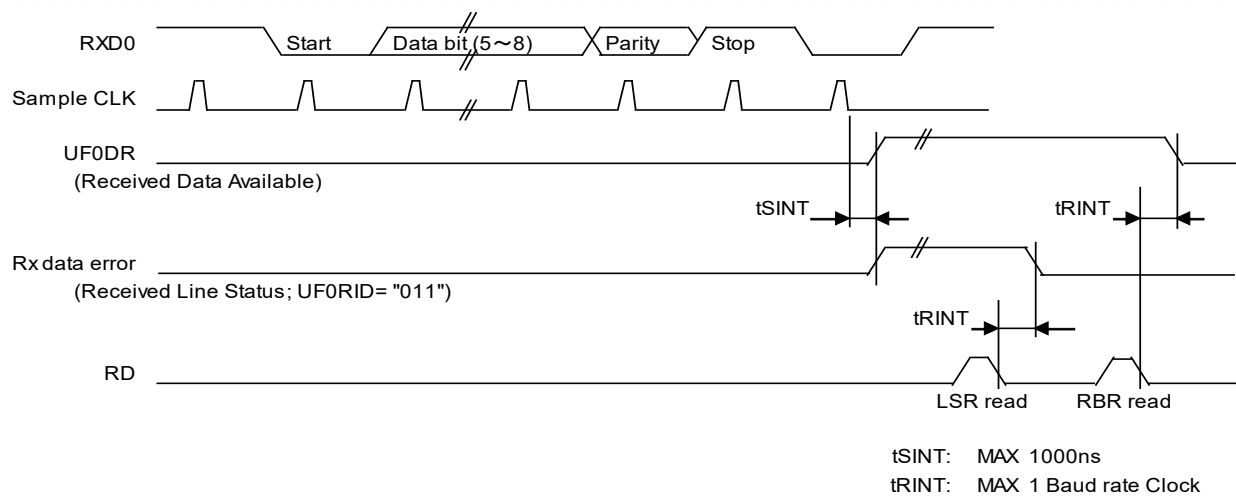 RXD0
Start
Data bit (5～8)
Parity
Stop
Sample CLK
UF0DR
(Received Data Available)
tSINT
tRINT
Rx data error
(Received Line Status; UF0RID= "011")
tRINT
RD
LSR read
RBR read
tSINT: MAX 1000ns
tRINT: MAX 1 Baud rate Clock